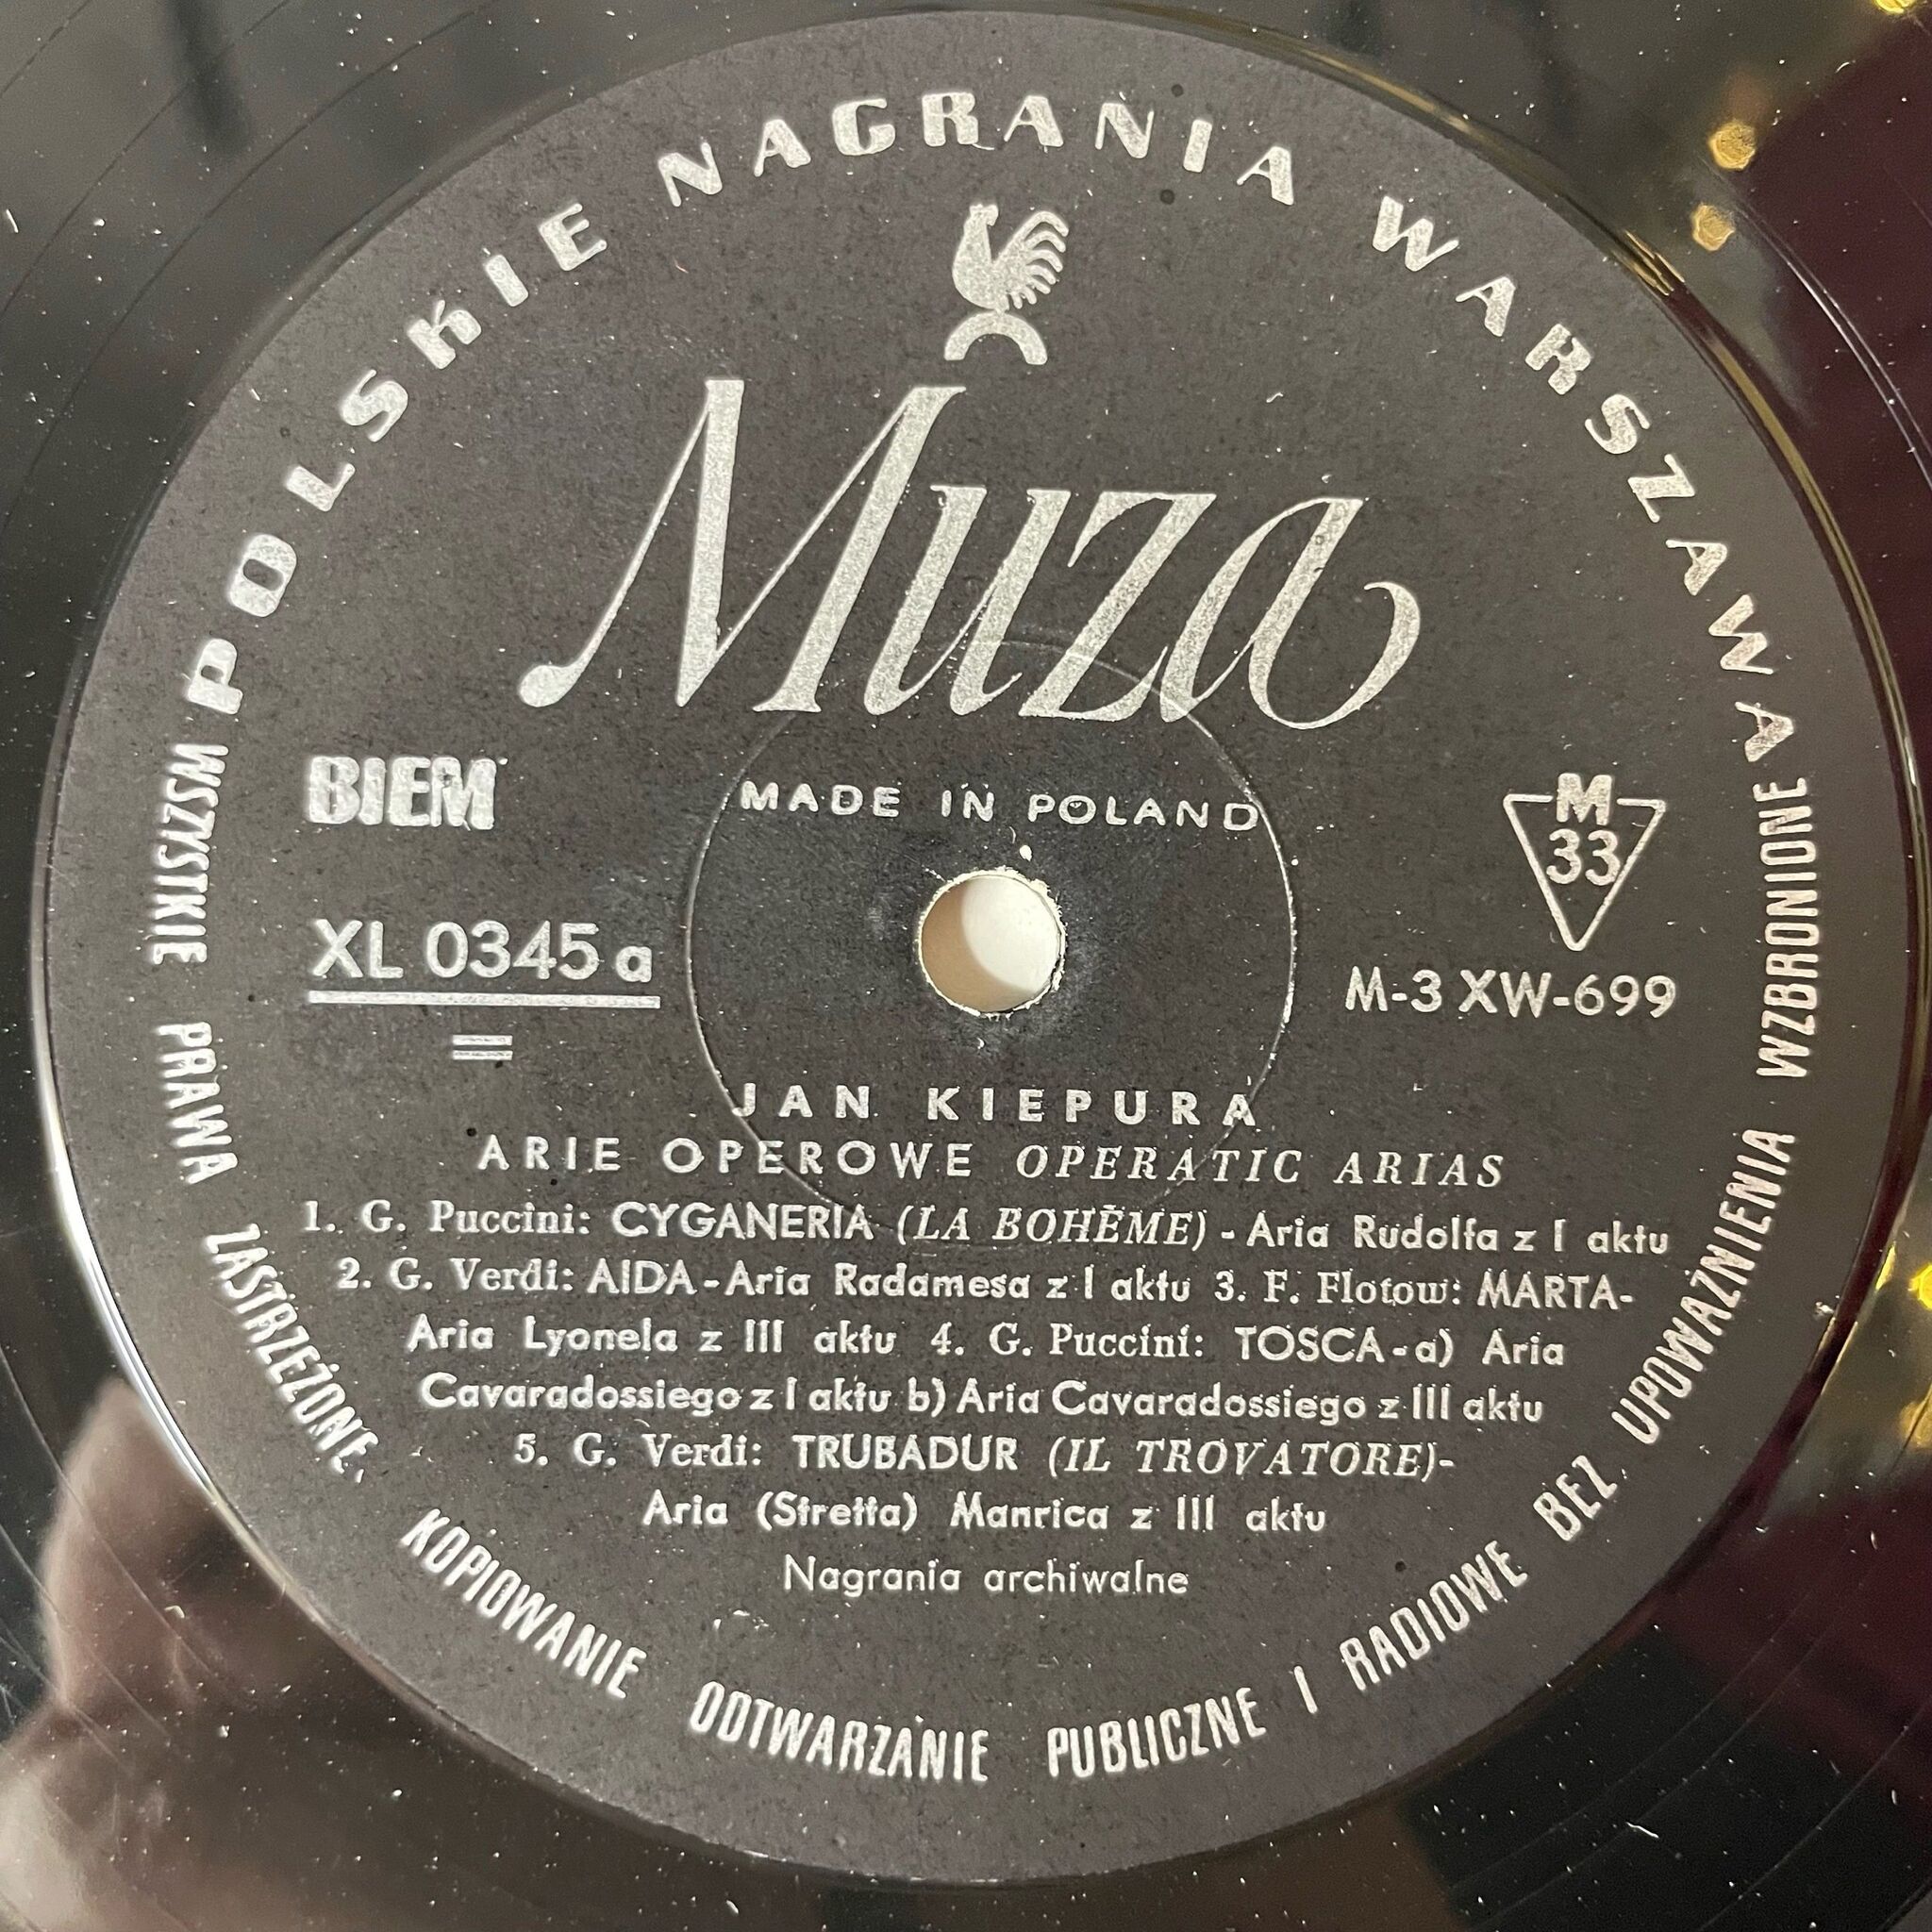 POLSKIE NAGRANIA WARSZAWA
Muza
BIEM
MADE IN POLAND
M
33
XL 0345 a
M-3 XW-699
JAN KIEPURA
ARIE OPEROWE OPERATIC ARIAS
1. G. Puccini: CYGANERIA (LA BOHÈME) - Aria Rudolfa z I aktu
2. G. Verdi: AIDA - Aria Radamesa z I aktu 3. F. Flotow: MARTA-
Aria Lyonela z III aktu 4. G. Puccini: TOSCA - a) Aria
Cavaradossiego z I aktu b) Aria Cavaradossiego z III aktu
5. G. Verdi: TRUBADUR (IL TROVATORE)-
Aria (Stretta) Manrica z III aktu
Nagrania archiwalne
WSZYSTKIE PRAWA ZASTRZEŻONE. KOPIOWANIE ODTWARZANIE PUBLICZNE I RADIOWE BEZ UPOWAŻNIENIA WZBRONIONE